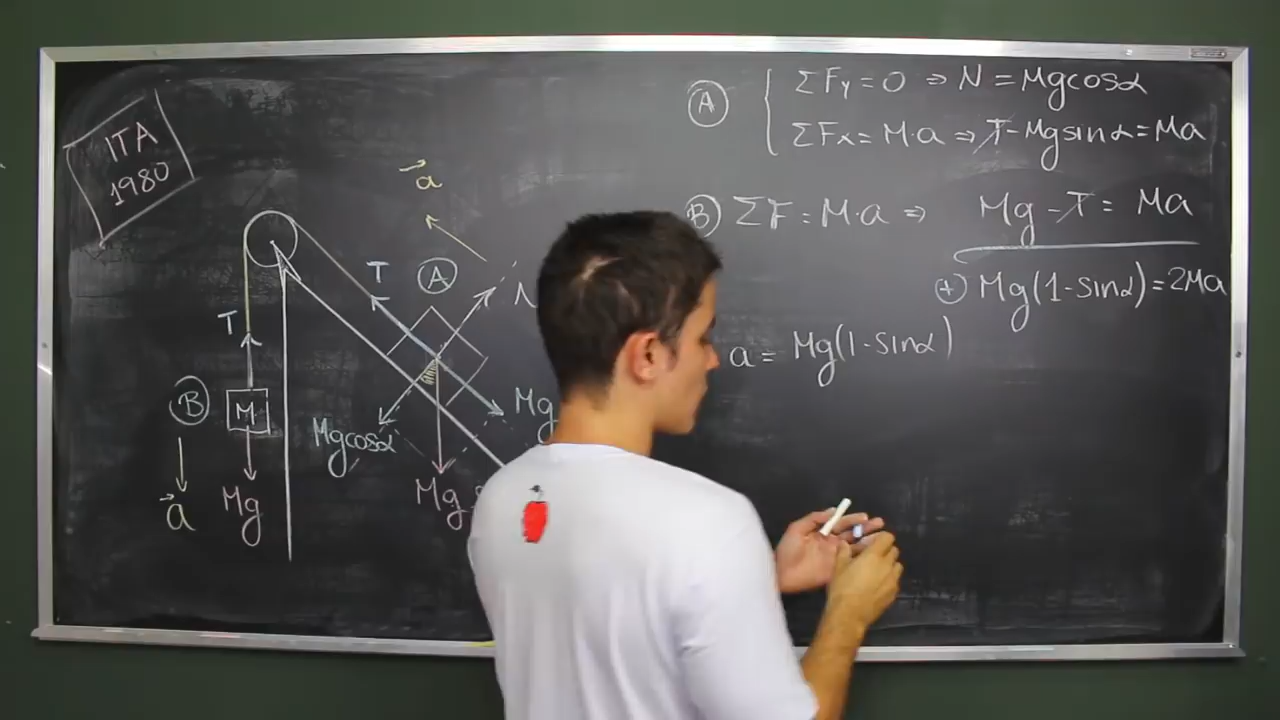 ITA
1980
Ⓐ ΣFy = 0 ⇒ N = Mgcosα
ΣFx = M·a ⇒ T - Mgsinα = Ma
Ⓑ ΣF = M·a ⇒ Mg - T = Ma
⊕ Mg(1-sinα) = 2Ma
a = Mg(1-sinα)
a
T
Ⓐ
N
T
Ⓑ
M
Mgcosα
Mg
a
Mg
Mg